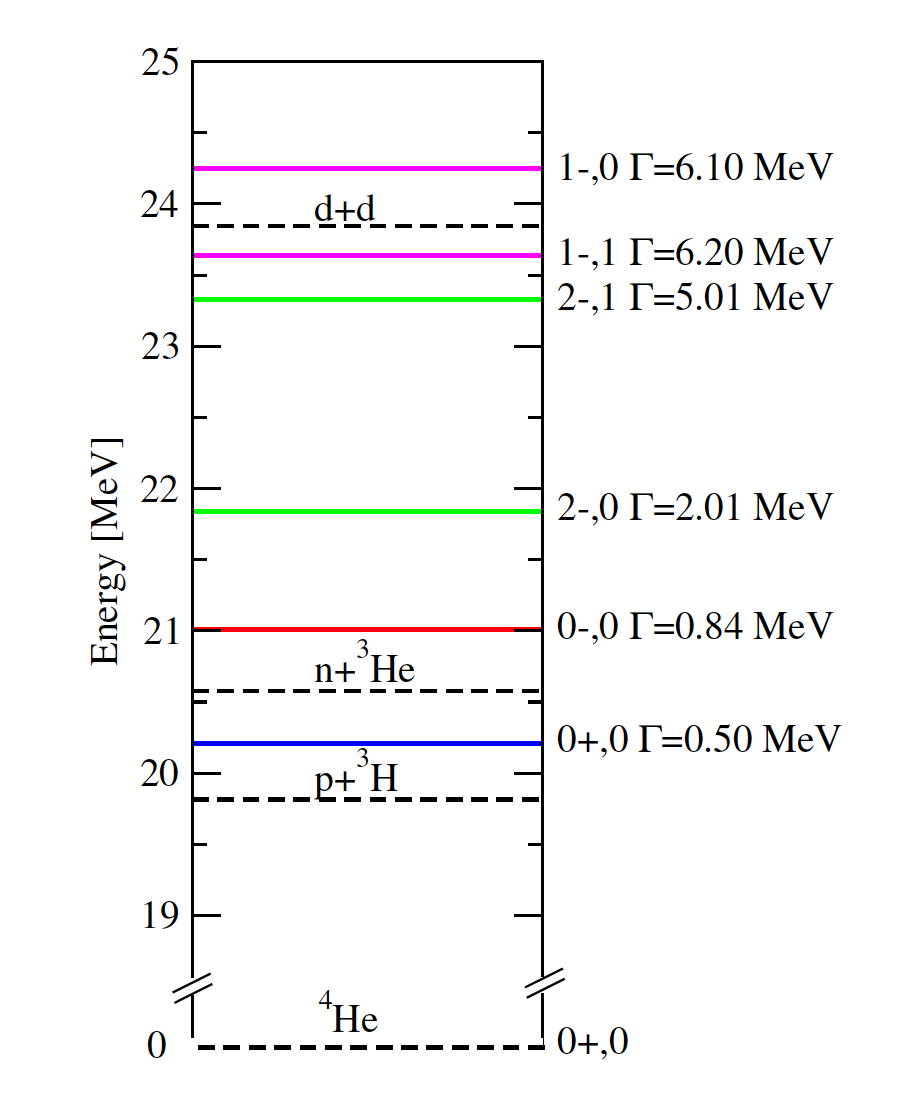 25
1-,0 Γ=6.10 MeV
24
d+d
1-,1 Γ=6.20 MeV
2-,1 Γ=5.01 MeV
23
Energy [MeV]
22
2-,0 Γ=2.01 MeV
21
0-,0 Γ=0.84 MeV
n+³He
0+,0 Γ=0.50 MeV
20
p+³H
19
⁴He
0
0+,0